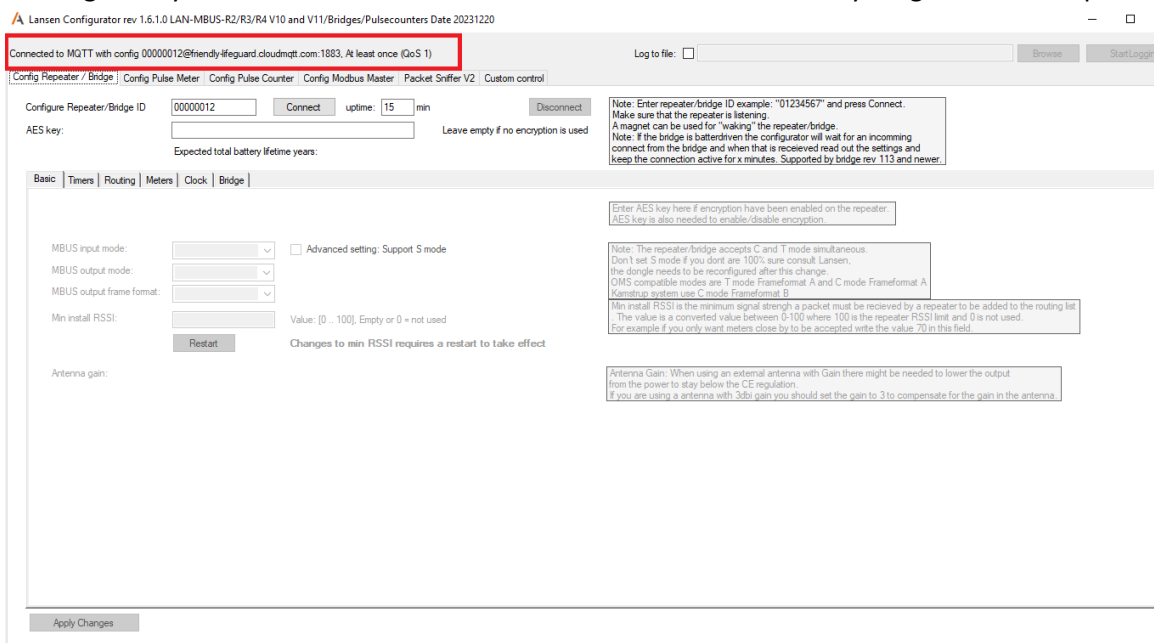 Lansen Configurator rev 1.6.1.0 LAN-MBUS-R2/R3/R4 V10 and V11/Bridges/Pulsecounters Date 20231220
Connected to MQTT with config 00000012@friendly-lifeguard.cloudmqtt.com:1883, At least once (QoS 1)
Log to file:
Browse
StartLoggin
Config Repeater / Bridge Config Pulse Meter Config Pulse Counter Config Modbus Master Packet Sniffer V2 Custom control
Configure Repeater/Bridge ID 00000012 Connect uptime: 15 min Disconnect
AES key: Leave empty if no encryption is used
Expected total battery lifetime years:
Note: Enter repeater/bridge ID example: "01234567" and press Connect.
Make sure that the repeater is listening.
A magnet can be used for "waking" the repeater/bridge.
Note: If the bridge is batterdriven the configurator will wait for an incomming
connect from the bridge and when that is receieved read out the settings and
keep the connection active for x minutes. Supported by bridge rev 113 and newer.
Basic Timers Routing Meters Clock Bridge
Enter AES key here if encryption have been enabled on the repeater.
AES key is also needed to enable/disable encryption.
MBUS input mode: Advanced setting: Support S mode
MBUS output mode:
MBUS output frame format:
Note: The repeater/bridge accepts C and T mode simultaneous.
Don't set S mode if you dont are 100% sure consult Lansen,
the dongle needs to be reconfigured after this change.
OMS compatible modes are T mode Frameformat A and C mode Frameformat A
Kamstrup system use C mode Frameformat B
Min install RSSI: Value: [0 .. 100], Empty or 0 = not used
Restart Changes to min RSSI requires a restart to take effect
Min install RSSI is the minimum signal strengh a packet must be recieved by a repeater to be added to the routing list
. The value is a converted value between 0-100 where 100 is the repeater RSSI limit and 0 is not used.
For example if you only want meters close by to be accepted write the value 70 in this field.
Antenna gain:
Antenna Gain: When using an external antenna with Gain there might be needed to lower the output
from the power to stay below the CE regulation.
If you are using a antenna with 3dbi gain you should set the gain to 3 to compensate for the gain in the antenna.
Apply Changes